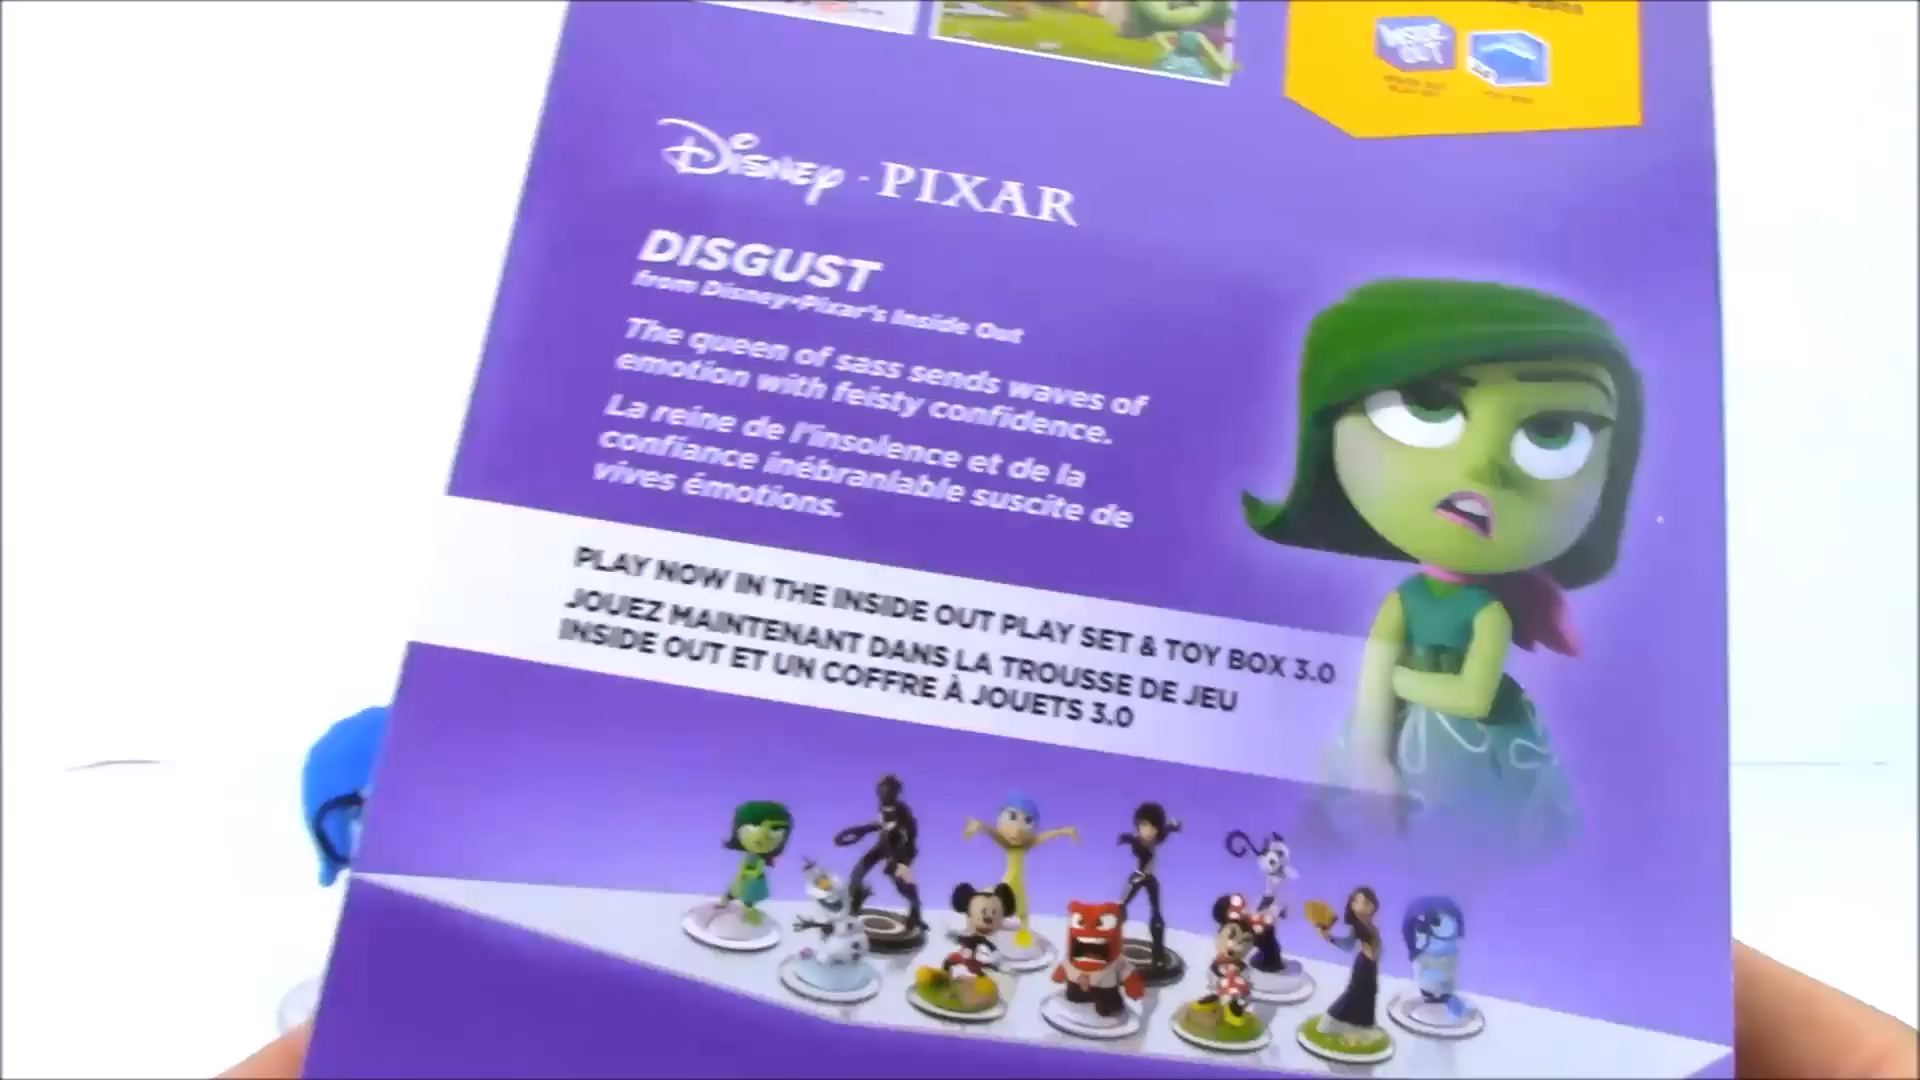 INSIDE OUT
Disney · PIXAR
DISGUST
from Disney•Pixar's Inside Out
The queen of sass sends waves of
emotion with feisty confidence.
La reine de l'insolence et de la
confiance inébranlable suscite de
vives émotions.
PLAY NOW IN THE INSIDE OUT PLAY SET & TOY BOX 3.0
JOUEZ MAINTENANT DANS LA TROUSSE DE JEU
INSIDE OUT ET UN COFFRE À JOUETS 3.0